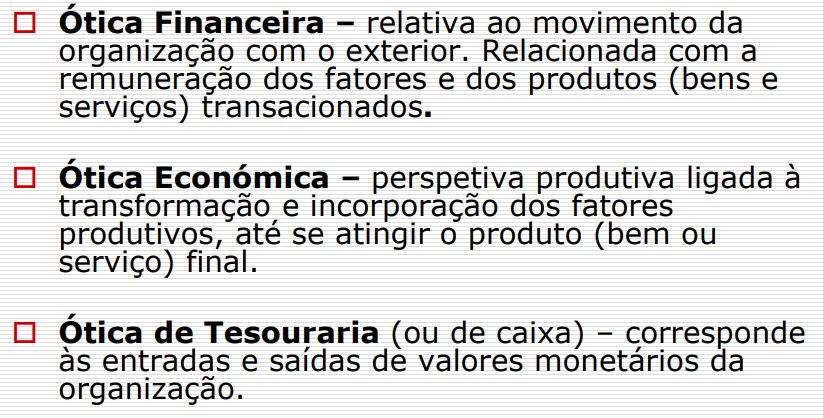 Ótica Financeira – relativa ao movimento da
organização com o exterior. Relacionada com a
remuneração dos fatores e dos produtos (bens e
serviços) transacionados.
Ótica Económica – perspetiva produtiva ligada à
transformação e incorporação dos fatores
produtivos, até se atingir o produto (bem ou
serviço) final.
Ótica de Tesouraria (ou de caixa) – corresponde
às entradas e saídas de valores monetários da
organização.